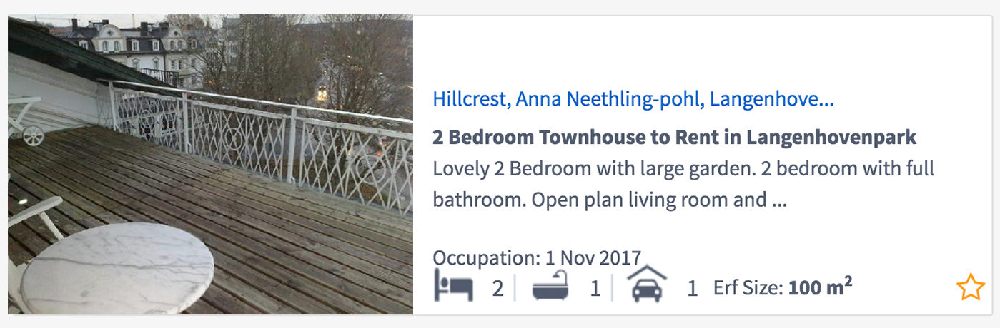 Hillcrest, Anna Neethling-pohl, Langenhove...
2 Bedroom Townhouse to Rent in Langenhovenpark
Lovely 2 Bedroom with large garden. 2 bedroom with full
bathroom. Open plan living room and ...
Occupation: 1 Nov 2017
2 1 1 Erf Size: 100 m²